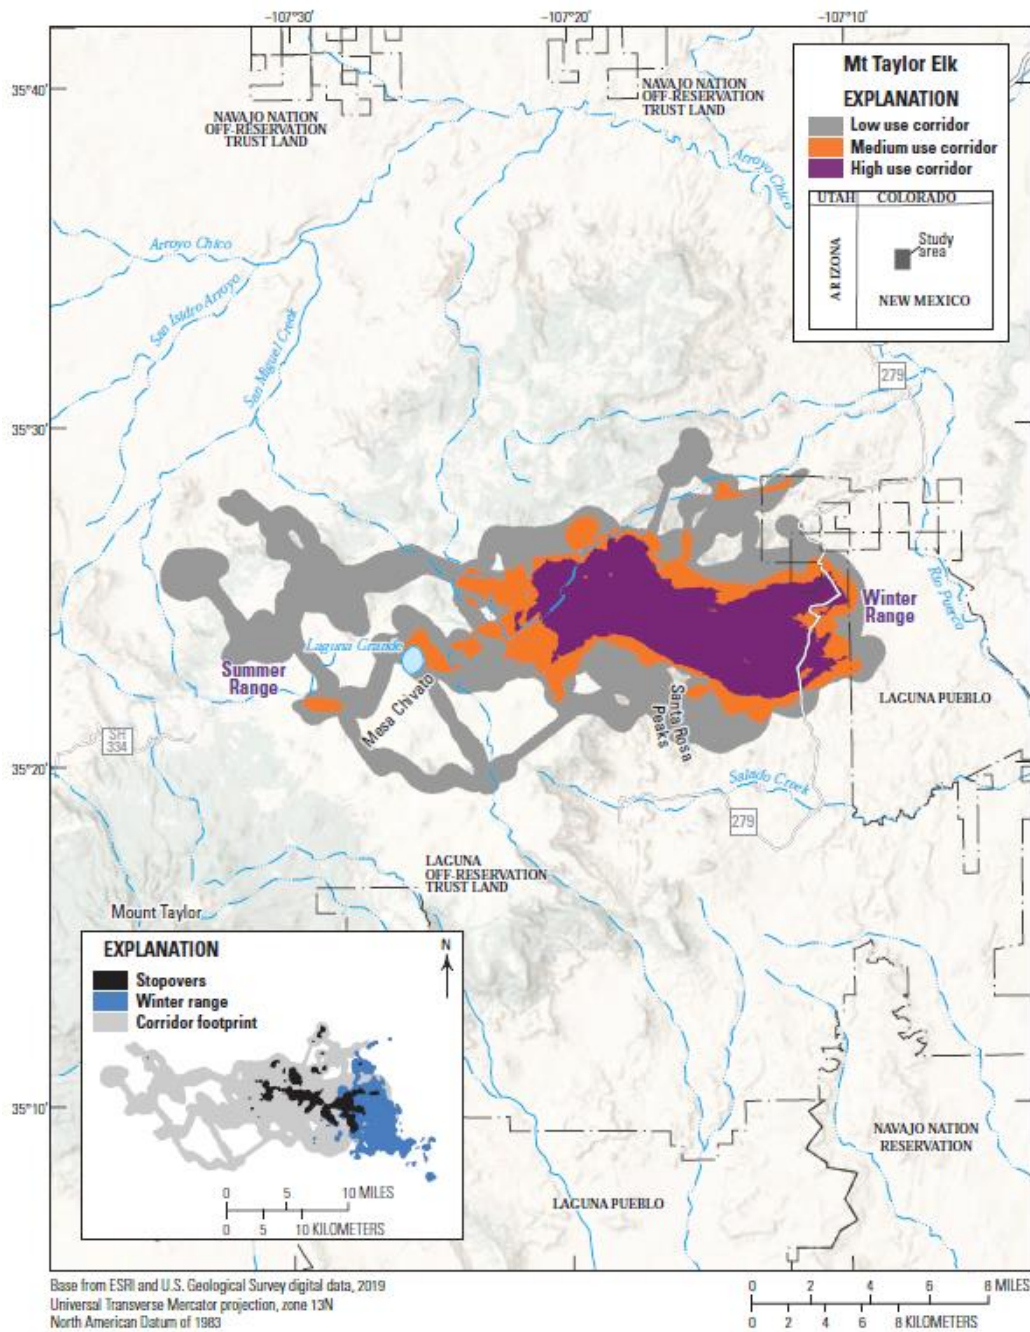 −107°30'
−107°20'
−107°10'
35°40'
35°30'
35°20'
35°10'
Mt Taylor Elk
EXPLANATION
Low use corridor
Medium use corridor
High use corridor
UTAH
COLORADO
ARIZONA
Study
area
NEW MEXICO
NAVAJO NATION
OFF-RESERVATION
TRUST LAND
NAVAJO NATION
OFF-RESERVATION
TRUST LAND
Arroyo Chico
Arroyo Chico
San Isidro Arroyo
San Miguel Creek
279
Rio Puerco
Winter
Range
Laguna Grande
Summer
Range
Mesa Chivato
Santa Rosa
Peaks
LAGUNA PUEBLO
SH
334
Salado Creek
279
LAGUNA
OFF-RESERVATION
TRUST LAND
Mount Taylor
EXPLANATION
N
Stopovers
Winter range
Corridor footprint
0 5 10 MILES
0 5 10 KILOMETERS
NAVAJO NATION
RESERVATION
LAGUNA PUEBLO
Base from ESRI and U.S. Geological Survey digital data, 2019
Universal Transverse Mercator projection, zone 13N
North American Datum of 1983
0 2 4 6 8 MILES
0 2 4 6 8 KILOMETERS